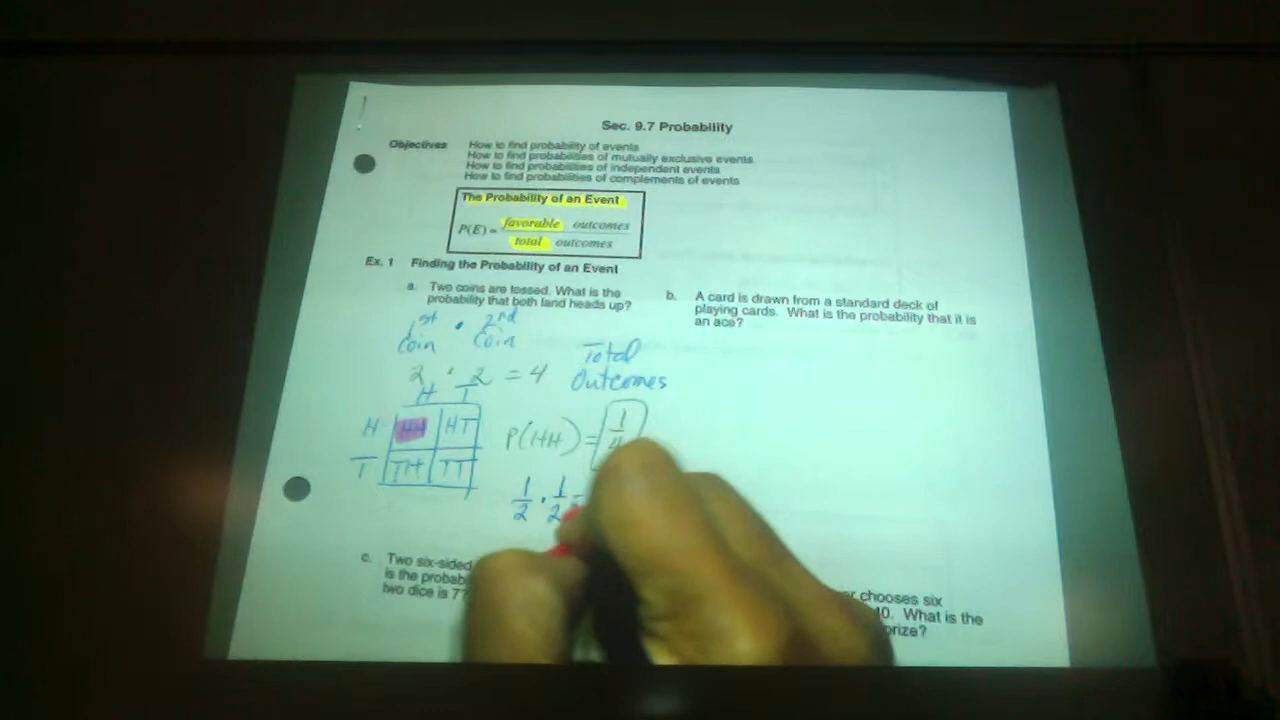 Sec. 9.7 Probability
Objectives How to find probability of events
How to find probabilities of mutually exclusive events
How to find probabilities of independent events
How to find probabilities of complements of events
The Probability of an Event
P(E) = favorable outcomes
total outcomes
Ex. 1 Finding the Probability of an Event
a. Two coins are tossed. What is the
probability that both land heads up?
1st Coin · 2nd Coin
2 · 2 = 4 Total Outcomes
H T
H HH HT
T TH TT
P(HH) = 1
1/2 · 1/2
b. A card is drawn from a standard deck of
playing cards. What is the probability that it is
an ace?
c. Two six-sided
is the
two dice is 7?
chooses six
What is the